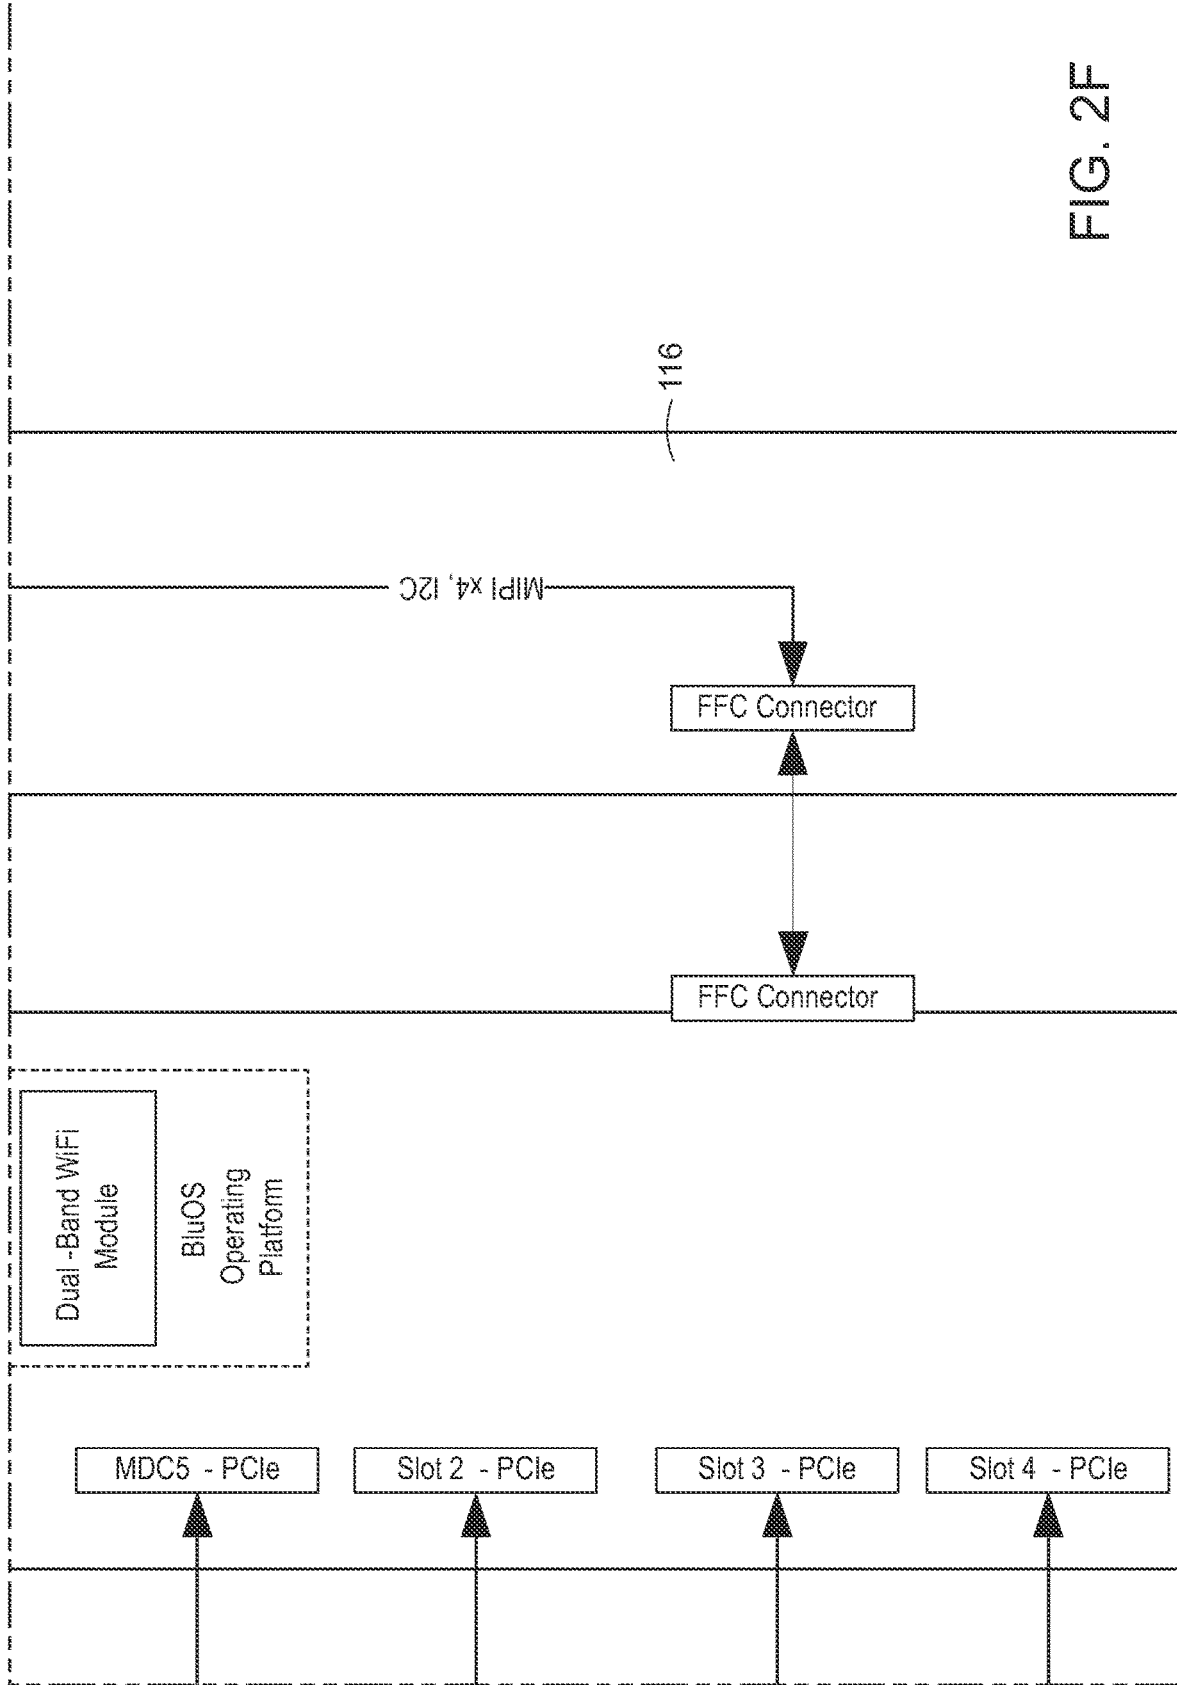 FIG. 2F
116
MIPI x4, I2C
FFC Connector
FFC Connector
Dual -Band WiFi
Module
BluOS
Operating
Platform
MDC5 - PCIe
Slot 2 - PCIe
Slot 3 - PCIe
Slot 4 - PCIe